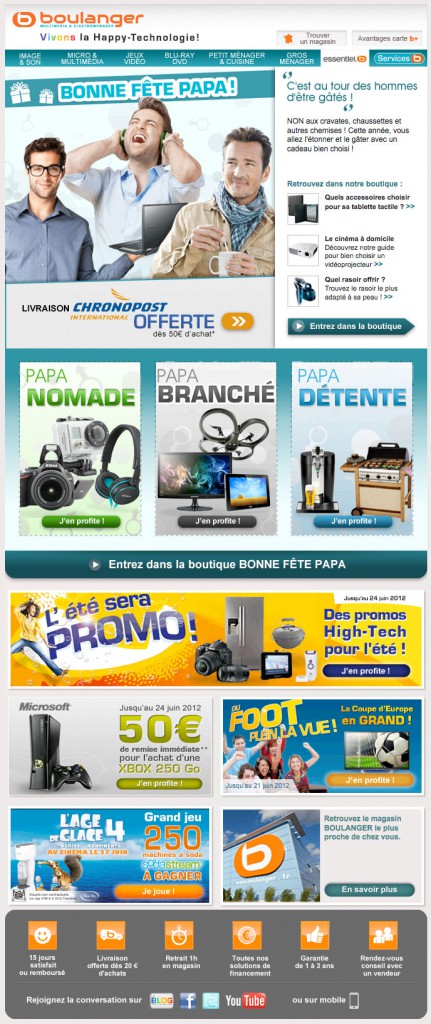 boulanger
MULTIMÉDIA & ÉLECTROMÉNAGER
Vivons la Happy-Technologie!
Trouver
un magasin
Avantages carte b+
IMAGE
& SON
MICRO &
MULTIMÉDIA
JEUX
VIDÉO
BLU-RAY
DVD
PETIT MÉNAGER
& CUISINE
GROS
MÉNAGER
essentiel b
Services b
BONNE FÊTE PAPA !
C'est au tour des hommes
d'être gâtés !
NON aux cravates, chaussettes et
autres chemises ! Cette année, vous
allez l'étonner et le gâter avec un
cadeau bien choisi !
Retrouvez dans notre boutique :
Quels accessoires choisir
pour sa tablette tactile ? >>
Le cinéma à domicile
Découvrez notre guide
pour bien choisir un
vidéoprojecteur >>
Quel rasoir offrir ?
Trouvez le rasoir le plus
adapté à sa peau ! >>
Entrez dans la boutique
LIVRAISON CHRONOPOST
INTERNATIONAL
OFFERTE
dès 50€ d'achat*
PAPA
NOMADE
J'en profite !
PAPA
BRANCHÉ
J'en profite !
PAPA
DÉTENTE
J'en profite !
Entrez dans la boutique BONNE FÊTE PAPA
Jusqu'au 24 juin 2012
L'été sera
PROMO!
Des promos
High-Tech
pour l'été !
J'en profite !
Microsoft
Jusqu'au 24 juin 2012
50€
de remise immédiate**
pour l'achat d'une
XBOX 250 Go
J'en profite !
DU
FOOT
PLEIN LA VUE !
La Coupe d'Europe
en GRAND !
Jusqu'au 21 juin 2012
J'en profite !
L'AGE
DE GLACE 4
AU CINEMA LE 27 JUIN
Grand jeu
250
machines à soda
sodastream
À GAGNER
Je joue !
Retrouvez le magasin
BOULANGER le plus
proche de chez vous.
En savoir plus
15 jours
satisfait
ou remboursé
Livraison
offerte dès 20 €
d'achats
Retrait 1h
en magasin
Toutes nos
solutions de
financement
Garantie
de 1 à 3 ans
Rendez-vous
conseil avec
un vendeur
Rejoignez la conversation sur
BLOG
YouTube
ou sur mobile